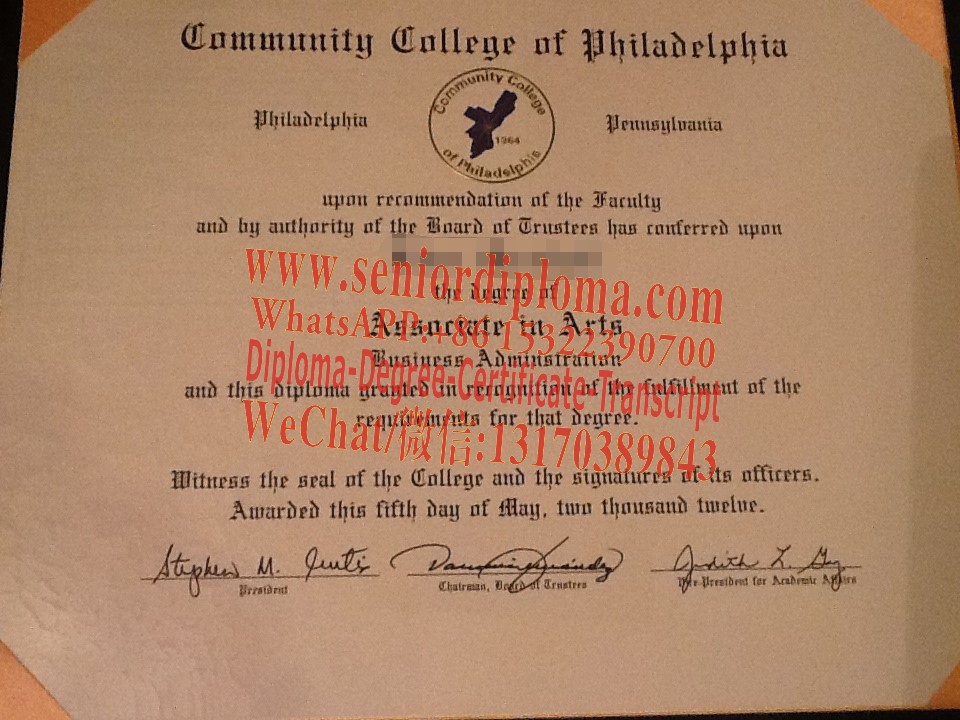 Community College of Philadelphia
Community College
1964
of Philadelphia
Philadelphia
Pennsylvania
upon recommendation of the Faculty
and by authority of the Board of Trustees has conferred upon
www.seniordiploma.com
the degree of
WhatsAPP:+86 15322390700
Associate in Arts
Diploma-Degree-Certificate-Transcript
Business Administration
and this diploma granted in recognition of the fulfillment of the
requirements for that degree.
WeChat/微信:13170389843
Witness the seal of the College and the signatures of its officers.
Awarded this fifth day of May, two thousand twelve.
Stephen M. Curtis
Judith L. Gay
President
Chairman, Board of Trustees
Vice-President for Academic Affairs